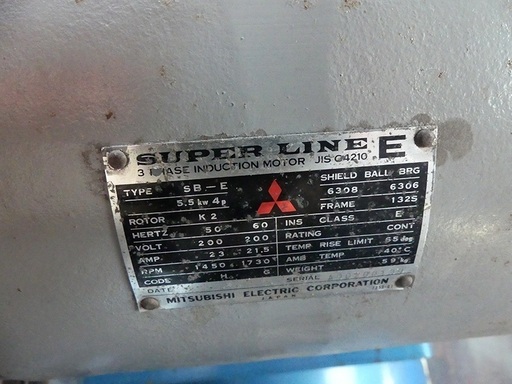 SUPER LINE E
3 PHASE INDUCTION MOTOR JIS C4210
TYPE SB-E
SHIELD BALL BRG
5.5 kw 4p
6308 6306
FRAME 132S
ROTOR K2
INS CLASS E
HERTZ 50 60
RATING CONT
VOLT 200 200
TEMP RISE LIMIT 65 deg
AMP 23 21.5
AMB TEMP 40°C
RPM 1450 1730
WEIGHT 59 kg
CODE H G
SERIAL
DATE
MITSUBISHI ELECTRIC CORPORATION
JAPAN